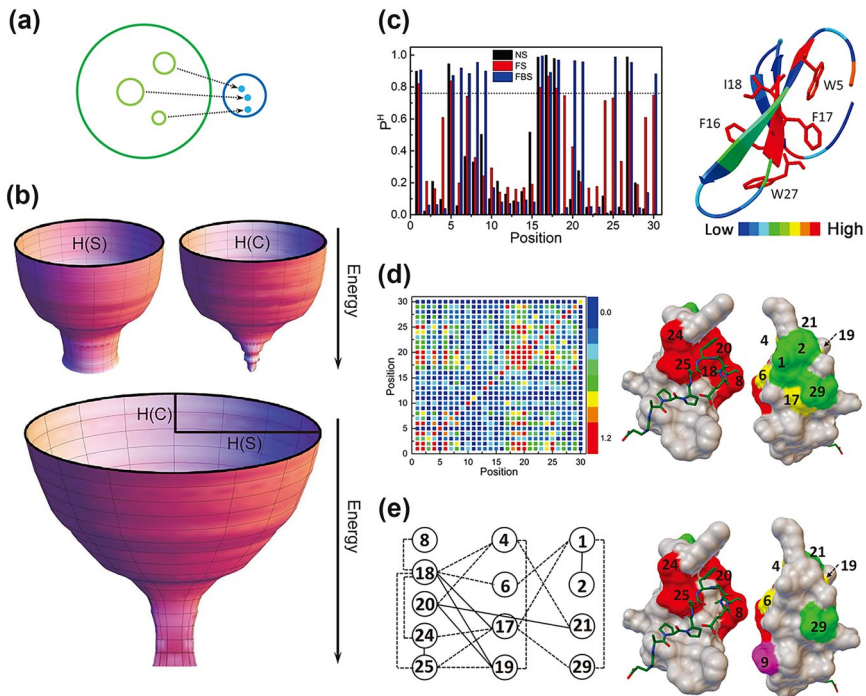 (a)
(b)
H(S)
H(C)
Energy
H(C)
H(S)
Energy
(c)
NS
FS
FBS
1.0
0.8
0.6
0.4
0.2
0.0
P^H
0 5 10 15 20 25 30
Position
I18
W5
F16
F17
W27
Low
High
(d)
30
25
20
15
10
5
0
Position
0 5 10 15 20 25 30
Position
0.0
1.2
24
20
25
18
8
21
4
2
19
6
1
17
29
(e)
8 4 1
18
6 2
20
17 21
24
25 19 29
24
20
25
8
21
4
19
6
29
9